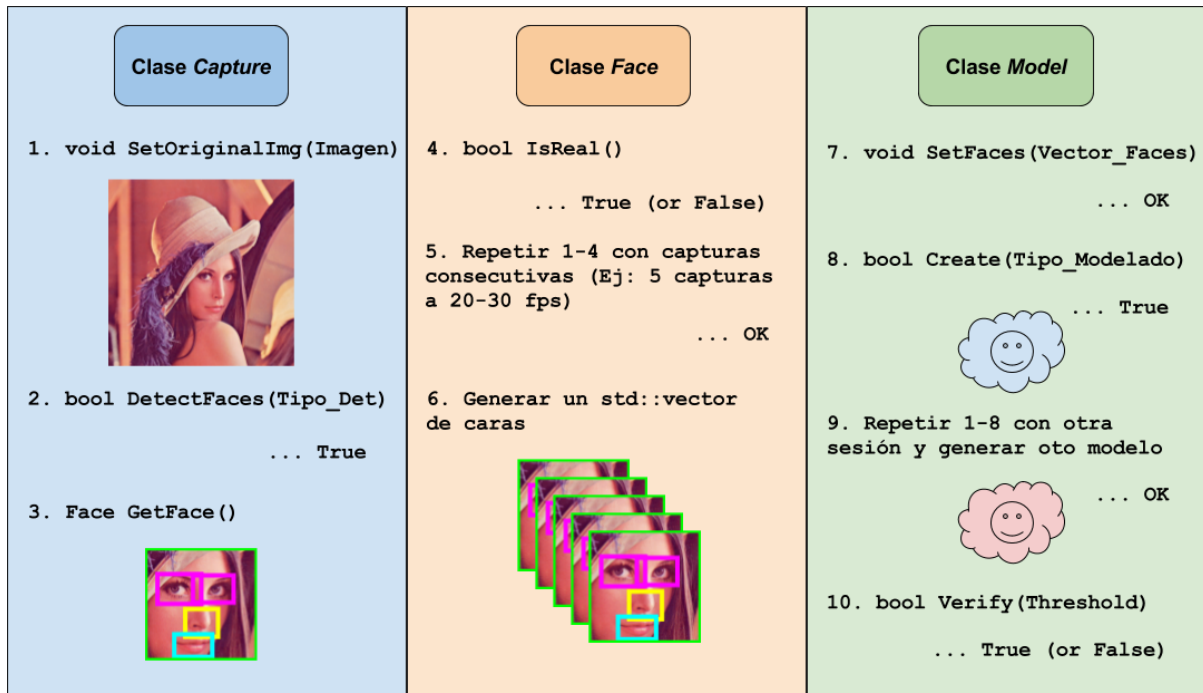 Clase Capture
1. void SetOriginalImg(Imagen)
2. bool DetectFaces(Tipo_Det)
... True
3. Face GetFace()
Clase Face
4. bool IsReal()
... True (or False)
5. Repetir 1-4 con capturas
consecutivas (Ej: 5 capturas
a 20-30 fps)
... OK
6. Generar un std::vector
de caras
Clase Model
7. void SetFaces(Vector_Faces)
... OK
8. bool Create(Tipo_Modelado)
... True
9. Repetir 1-8 con otra
sesión y generar oto modelo
... OK
10. bool Verify(Threshold)
... True (or False)